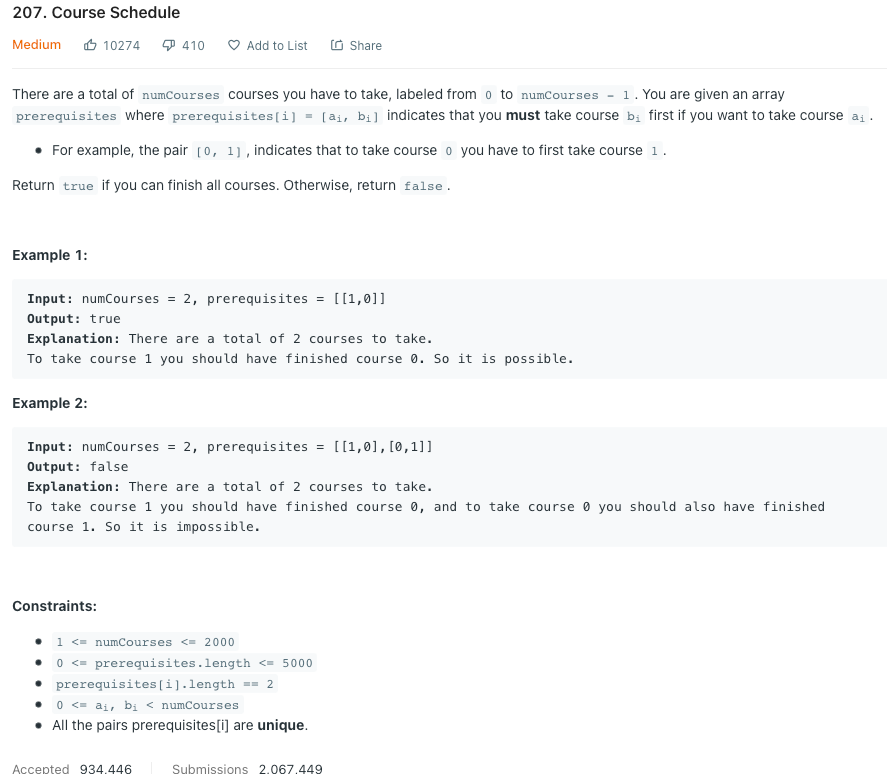 207. Course Schedule
Medium 10274 410 Add to List Share
There are a total of numCourses courses you have to take, labeled from 0 to numCourses - 1. You are given an array
prerequisites where prerequisites[i] = [aᵢ, bᵢ] indicates that you must take course bᵢ first if you want to take course aᵢ.
• For example, the pair [0, 1], indicates that to take course 0 you have to first take course 1.
Return true if you can finish all courses. Otherwise, return false.
Example 1:
Input: numCourses = 2, prerequisites = [[1,0]]
Output: true
Explanation: There are a total of 2 courses to take.
To take course 1 you should have finished course 0. So it is possible.
Example 2:
Input: numCourses = 2, prerequisites = [[1,0],[0,1]]
Output: false
Explanation: There are a total of 2 courses to take.
To take course 1 you should have finished course 0, and to take course 0 you should also have finished
course 1. So it is impossible.
Constraints:
• 1 <= numCourses <= 2000
• 0 <= prerequisites.length <= 5000
• prerequisites[i].length == 2
• 0 <= aᵢ, bᵢ < numCourses
• All the pairs prerequisites[i] are unique.
Accepted 934,446 Submissions 2,067,449